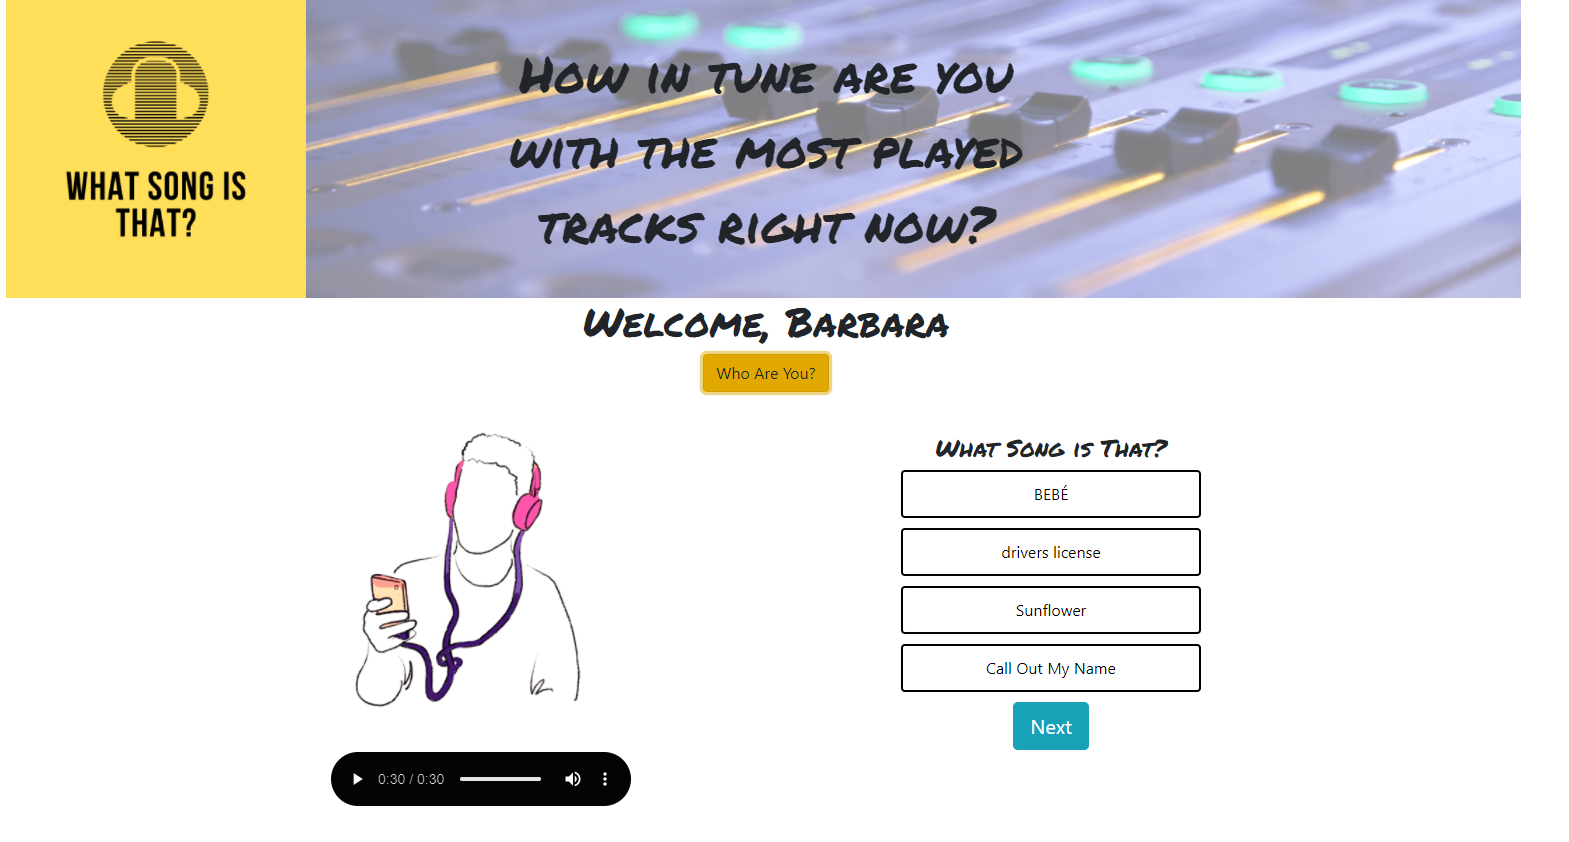 WHAT SONG IS
THAT?
How in tune are you
with the most played
tracks right now?
Welcome, Barbara
Who Are You?
What Song is That?
BEBÉ
drivers license
Sunflower
Call Out My Name
Next
0:30 / 0:30